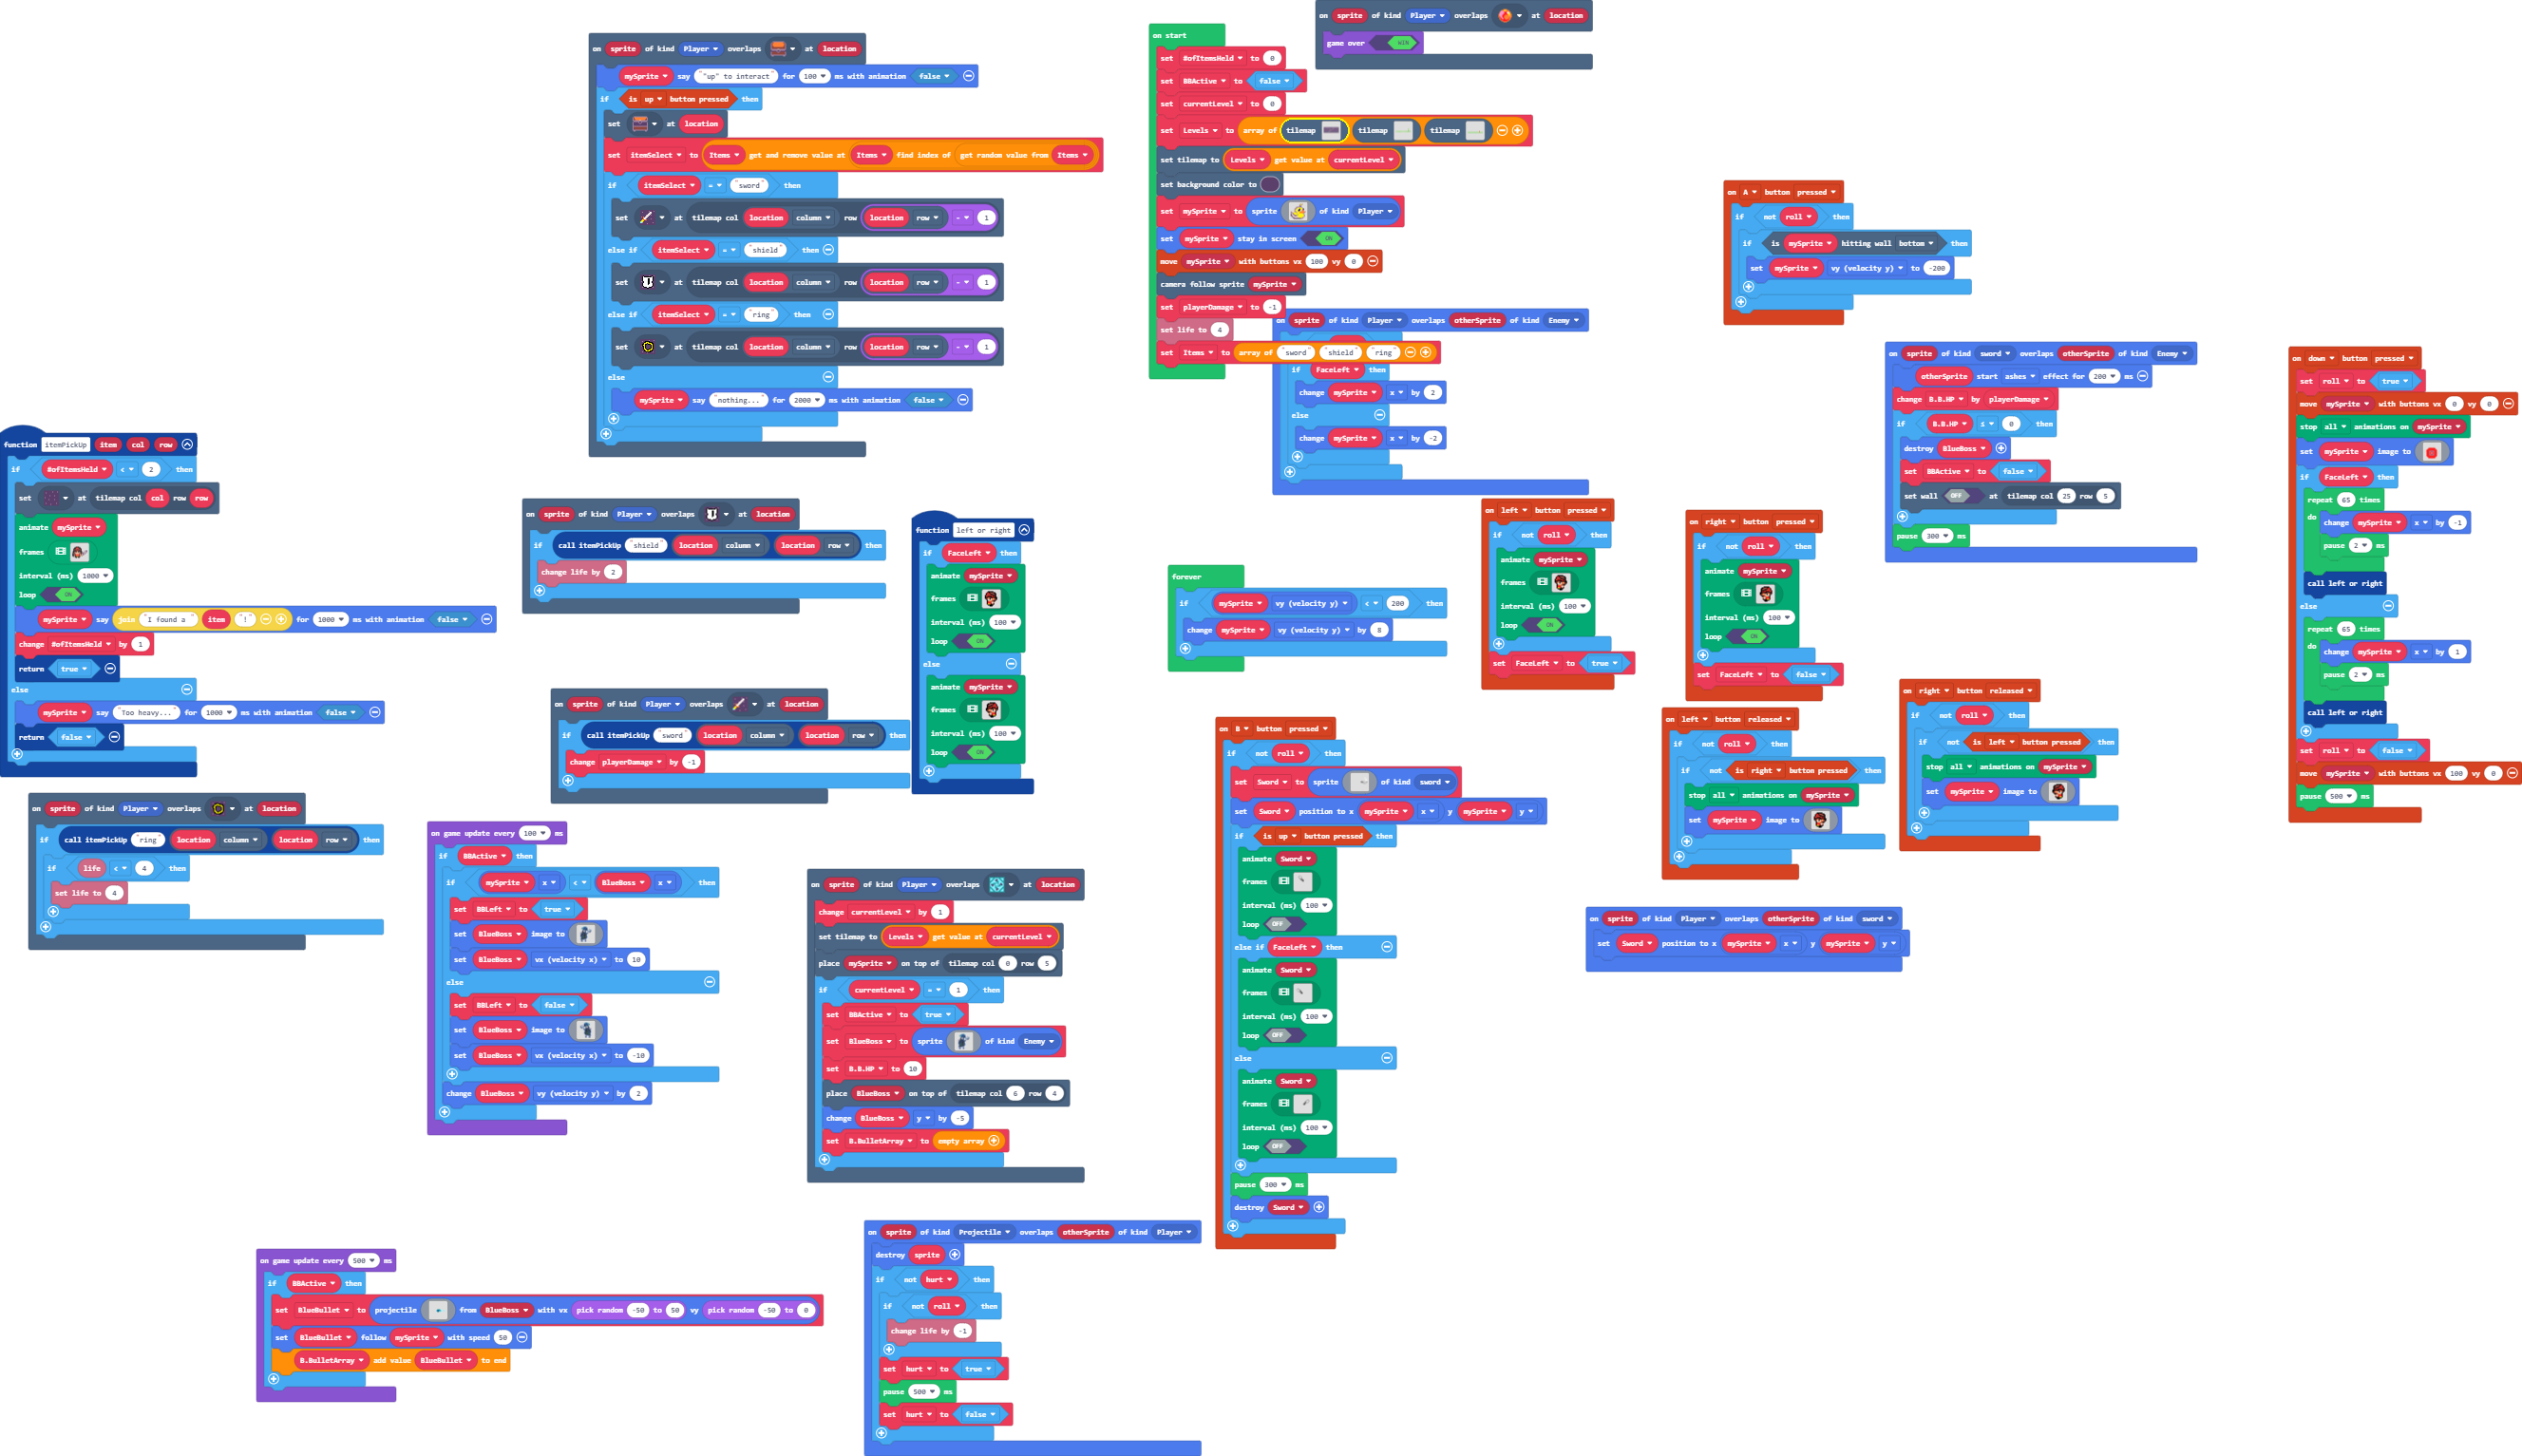 on sprite of kind Player overlaps at location
mySprite say "up" to interact for 100 ms with animation false
if is up button pressed then
set at location
set itemSelect to Items get and remove value at Items find index of get random value from Items
if itemSelect = sword then
set at tilemap col location column row location row - 1
else if itemSelect = shield then
set at tilemap col location column row location row - 1
else if itemSelect = ring then
set at tilemap col location column row location row - 1
else
mySprite say nothing... for 2000 ms with animation false
on start
set #ofItemsHeld to 0
set BBActive to false
set currentLevel to 0
set Levels to array of tilemap tilemap tilemap
set tilemap to Levels get value at currentLevel
set background color to
set mySprite to sprite of kind Player
set mySprite stay in screen ON
move mySprite with buttons vx 100 vy 0
camera follow sprite mySprite
set playerDamage to -1
set life to 4
set Items to array of sword shield ring
on sprite of kind Player overlaps at location
game over WIN
on sprite of kind Player overlaps otherSprite of kind Enemy
if FaceLeft then
change mySprite x by 2
else
change mySprite x by -2
on A button pressed
if not roll then
if is mySprite hitting wall bottom then
set mySprite vy (velocity y) to -200
on sprite of kind sword overlaps otherSprite of kind Enemy
otherSprite start ashes effect for 200 ms
change B.B.HP by playerDamage
if B.B.HP ≤ 0 then
destroy BlueBoss
set BBActive to false
set wall OFF at tilemap col 25 row 5
pause 300 ms
on down button pressed
set roll to true
move mySprite with buttons vx 0 vy 0
stop all animations on mySprite
set mySprite image to
if FaceLeft then
repeat 65 times
do change mySprite x by -1
pause 2 ms
call left or right
else
repeat 65 times
do change mySprite x by 1
pause 2 ms
call left or right
set roll to false
move mySprite with buttons vx 100 vy 0
pause 500 ms
function itemPickUp item col row
if #ofItemsHeld < 2 then
set at tilemap col col row row
animate mySprite
frames
interval (ms) 1000
loop ON
mySprite say join I found a item ! for 1000 ms with animation false
change #ofItemsHeld by 1
return true
else
mySprite say Too heavy... for 1000 ms with animation false
return false
on sprite of kind Player overlaps at location
if call itemPickUp shield location column location row then
change life by 2
on sprite of kind Player overlaps at location
if call itemPickUp sword location column location row then
change playerDamage by -1
function left or right
if FaceLeft then
animate mySprite
frames
interval (ms) 100
loop ON
else
animate mySprite
frames
interval (ms) 100
loop ON
forever
if mySprite vy (velocity y) < 200 then
change mySprite vy (velocity y) by 8
on left button pressed
if not roll then
animate mySprite
frames
interval (ms) 100
loop ON
set FaceLeft to true
on right button pressed
if not roll then
animate mySprite
frames
interval (ms) 100
loop ON
set FaceLeft to false
on left button released
if not roll then
if not is right button pressed then
stop all animations on mySprite
set mySprite image to
on right button released
if not roll then
if not is left button pressed then
stop all animations on mySprite
set mySprite image to
on sprite of kind Player overlaps at location
if call itemPickUp ring location column location row then
if life < 4 then
set life to 4
on game update every 100 ms
if BBActive then
if mySprite x < BlueBoss x then
set BBLeft to true
set BlueBoss image to
set BlueBoss vx (velocity x) to 10
else
set BBLeft to false
set BlueBoss image to
set BlueBoss vx (velocity x) to -10
change BlueBoss vy (velocity y) by 2
on sprite of kind Player overlaps at location
change currentLevel by 1
set tilemap to Levels get value at currentLevel
place mySprite on top of tilemap col 0 row 5
if currentLevel = 1 then
set BBActive to true
set BlueBoss to sprite of kind Enemy
set B.B.HP to 10
place BlueBoss on top of tilemap col 6 row 4
change BlueBoss y by -5
set B.BulletArray to empty array
on B button pressed
if not roll then
set Sword to sprite of kind sword
set Sword position to x mySprite x y mySprite y
if is up button pressed then
animate Sword
frames
interval (ms) 100
loop OFF
else if FaceLeft then
animate Sword
frames
interval (ms) 100
loop OFF
else
animate Sword
frames
interval (ms) 100
loop OFF
pause 300 ms
destroy Sword
on sprite of kind Player overlaps otherSprite of kind sword
set Sword position to x mySprite x y mySprite y
on game update every 500 ms
if BBActive then
set BlueBullet to projectile from BlueBoss with vx pick random -50 to 50 vy pick random -50 to 0
set BlueBullet follow mySprite with speed 50
B.BulletArray add value BlueBullet to end
on sprite of kind Projectile overlaps otherSprite of kind Player
destroy sprite
if not hurt then
if not roll then
change life by -1
set hurt to true
pause 500 ms
set hurt to false